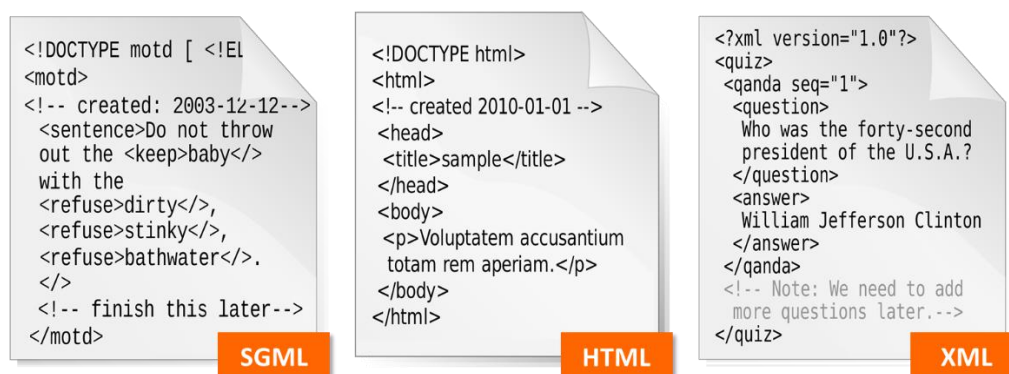 <!DOCTYPE motd [ <!EL
<motd>
<!-- created: 2003-12-12-->
<sentence>Do not throw
out the <keep>baby</>
with the
<refuse>dirty</>,
<refuse>stinky</>,
<refuse>bathwater</>.
</>
<!-- finish this later-->
</motd>
SGML
<!DOCTYPE html>
<html>
<!-- created 2010-01-01 -->
<head>
<title>sample</title>
</head>
<body>
<p>Voluptatem accusantium
totam rem aperiam.</p>
</body>
</html>
HTML
<?xml version="1.0"?>
<quiz>
<qanda seq="1">
<question>
Who was the forty-second
president of the U.S.A.?
</question>
<answer>
William Jefferson Clinton
</answer>
</qanda>
<!-- Note: We need to add
more questions later.-->
</quiz>
XML